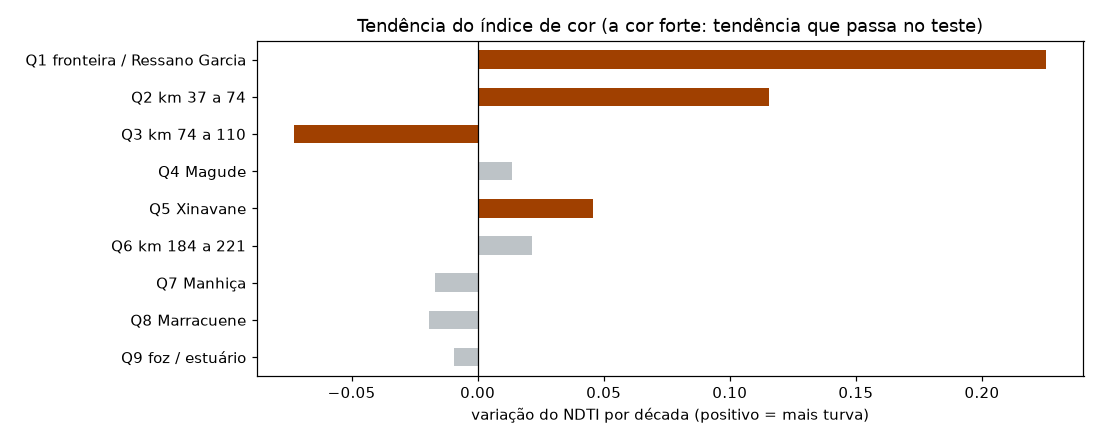 Tendência do índice de cor (a cor forte: tendência que passa no teste)
Q1 fronteira / Ressano Garcia
Q2 km 37 a 74
Q3 km 74 a 110
Q4 Magude
Q5 Xinavane
Q6 km 184 a 221
Q7 Manhiça
Q8 Marracuene
Q9 foz / estuário
−0.05 0.00 0.05 0.10 0.15 0.20
variação do NDTI por década (positivo = mais turva)